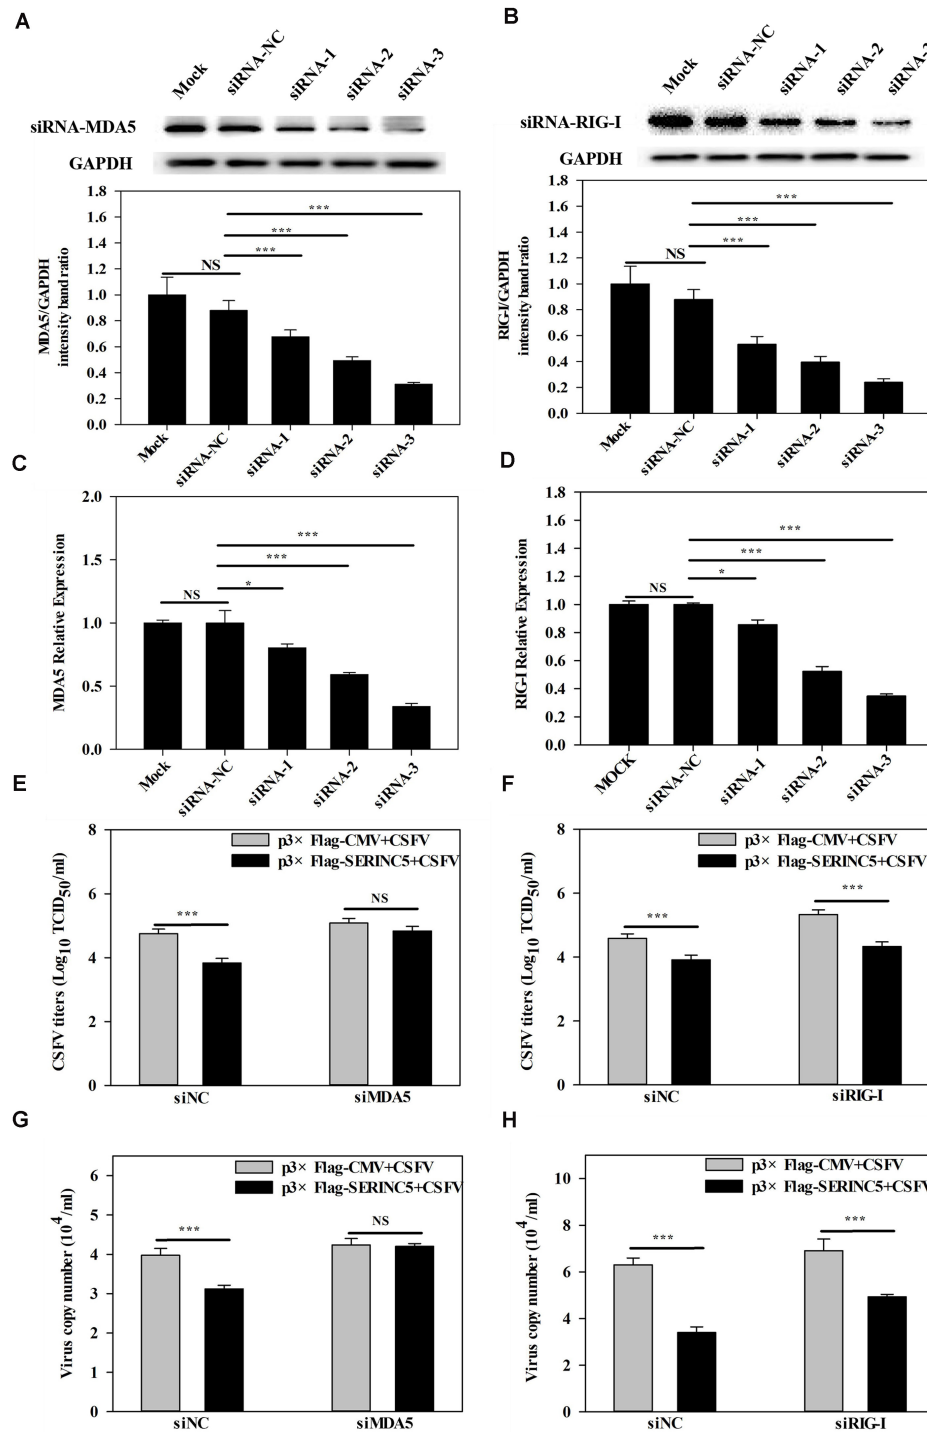 A
Mock
siRNA-NC
siRNA-1
siRNA-2
siRNA-3
siRNA-MDA5
GAPDH
1.8
1.6
1.4
1.2
1.0
0.8
0.6
0.4
0.2
0.0
MDA5/GAPDH
intensity band ratio
NS
***
***
***
Mock
siRNA-NC
siRNA-1
siRNA-2
siRNA-3
B
Mock
siRNA-NC
siRNA-1
siRNA-2
siRNA-3
siRNA-RIG-I
GAPDH
1.8
1.6
1.4
1.2
1.0
0.8
0.6
0.4
0.2
0.0
RIG-I/GAPDH
intensity band ratio
NS
***
***
***
Mock
siRNA-NC
siRNA-1
siRNA-2
siRNA-3
C
2.0
1.5
1.0
0.5
0.0
MDA5 Relative Expression
NS
*
***
***
Mock
siRNA-NC
siRNA-1
siRNA-2
siRNA-3
D
1.8
1.6
1.4
1.2
1.0
0.8
0.6
0.4
0.2
0.0
RIG-I Relative Expression
NS
*
***
***
MOCK
siRNA-NC
siRNA-1
siRNA-2
siRNA-3
E
8
6
4
2
0
CSFV titers (Log10 TCID50/ml)
p3× Flag-CMV+CSFV
p3× Flag-SERINC5+CSFV
***
NS
siNC
siMDA5
F
8
6
4
2
0
CSFV titers (Log10 TCID50/ml)
p3× Flag-CMV+CSFV
p3× Flag-SERINC5+CSFV
***
***
siNC
siRIG-I
G
6
5
4
3
2
1
0
Virus copy number (10^4/ml)
p3× Flag-CMV+CSFV
p3× Flag-SERINC5+CSFV
***
NS
siNC
siMDA5
H
10
8
6
4
2
0
Virus copy number (10^4/ml)
p3× Flag-CMV+CSFV
p3× Flag-SERINC5+CSFV
***
***
siNC
siRIG-I